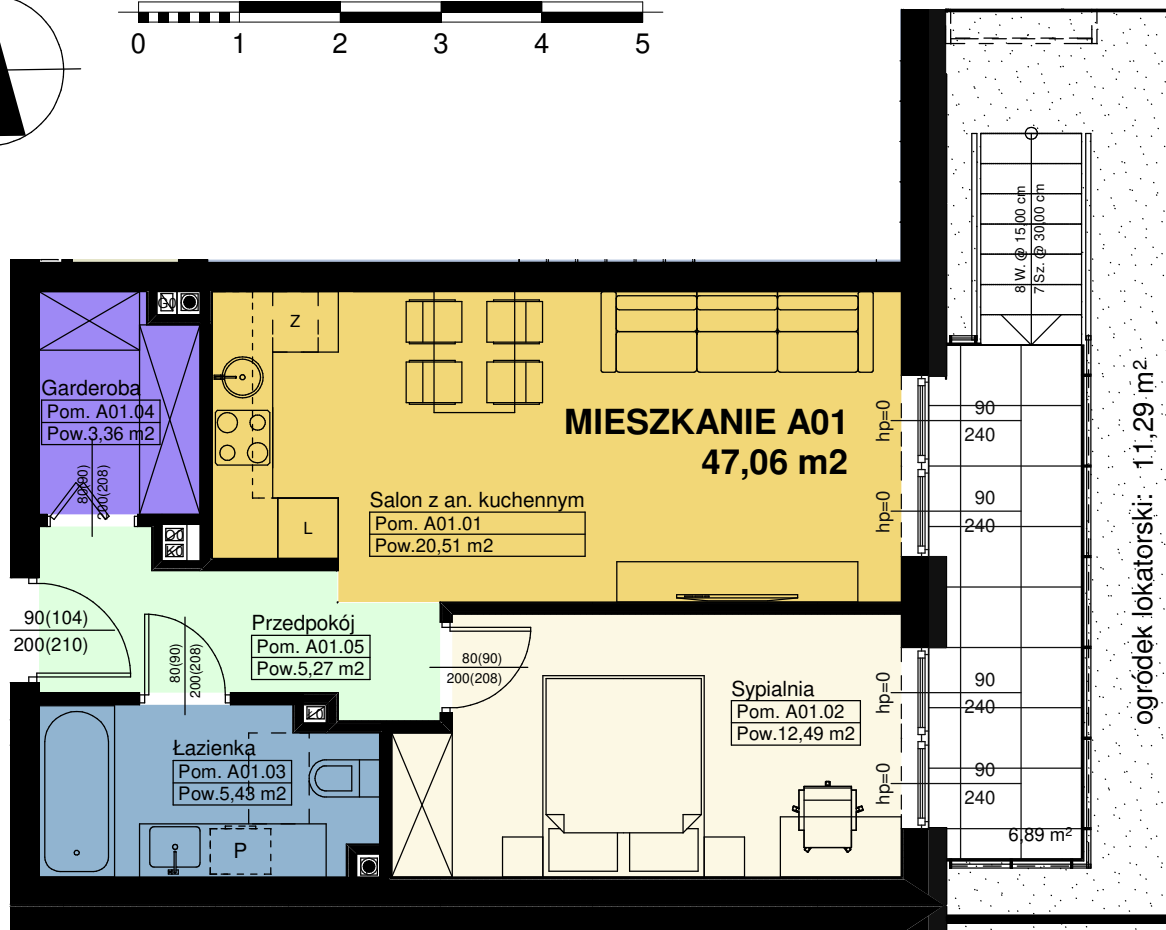 0 1 2 3 4 5
8 W. @ 15,00 cm
7 Sz. @ 30,00 cm
Z
Garderoba
Pom. A01.04
Pow.3,36 m2
80(90)
200(208)
MIESZKANIE A01
47,06 m2
hp=0
90
240
ogródek lokatorski: 11,29 m²
Salon z an. kuchennym
Pom. A01.01
Pow.20,51 m2
L
hp=0
90
240
90(104)
200(210)
Przedpokój
Pom. A01.05
Pow.5,27 m2
80(90)
200(208)
80(90)
200(208)
Sypialnia
Pom. A01.02
Pow.12,49 m2
hp=0
90
240
Łazienka
Pom. A01.03
Pow.5,43 m2
hp=0
90
240
P
6,89 m²